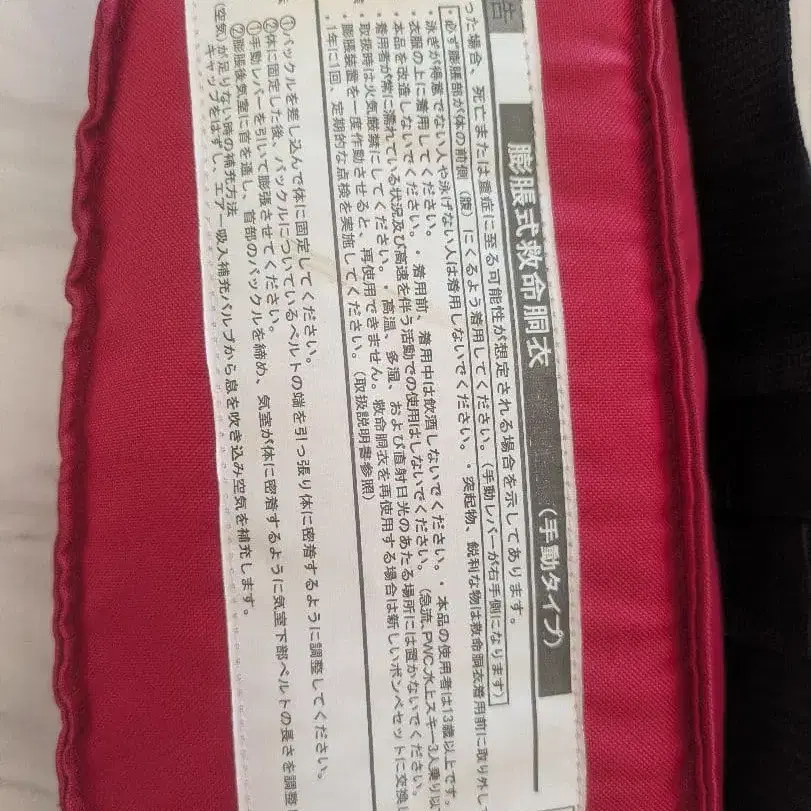 告
膨脹式救命胴衣
(手動タイプ)
った場合、死亡または重症に至る可能性が想定される場合を示してあります。
・必ず膨脹部が体の前側（腹）にくるよう着用してください。(手動レバーが右手側になります)
・泳ぎが得意でない人や泳げない人は着用しないでください。・突起物、鋭利な物は救命胴衣着用前に取り外し
・衣服の上に着用してください。・着用前、着用中は飲酒しないでください。・本品の使用者は13歳以上です。
・本品を改造しないでください。
・着用者が常に濡れている状況及び高速を伴う活動での使用はしないでください。(急流、PWC、水上スキー、3人乗り以
・取扱時は火気厳禁にしてください。・高温、多湿、および直射日光のあたる場所には置かないでください。
・膨脹装置を一度作動させると、再使用できません。救命胴衣を再使用する場合は新しいボンベセットに交換し
・1年に1回、定期的な点検を実施してください。(取扱説明書参照)
①バックルを差し込んで体に固定してください。
②体に固定した後、バックルについているベルトの端を引っ張り体に密着するように調整してください。
①手動レバーを引いて膨張させてください。
②膨脹後気室に首を通し、首部のバックルを締め、気室が体に密着するように気室下部ベルトの長さを調整し
(空気)が足りない時の補充方法
キャップをはずし、エアー吸入補充バルブから息を吹き込み空気を補充します。